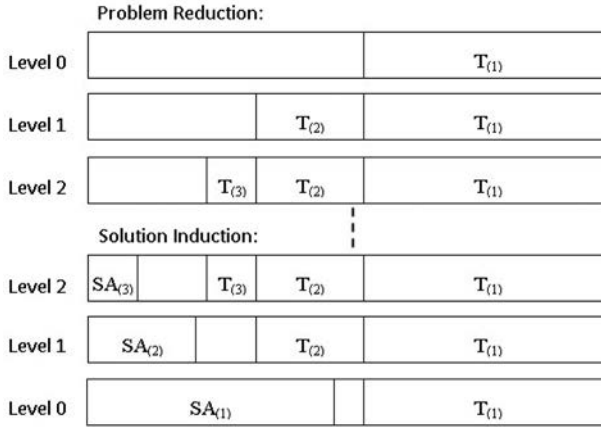 Problem Reduction:
Level 0 T(1)
Level 1 T(2) T(1)
Level 2 T(3) T(2) T(1)
Solution Induction:
Level 2 SA(3) T(3) T(2) T(1)
Level 1 SA(2) T(2) T(1)
Level 0 SA(1) T(1)